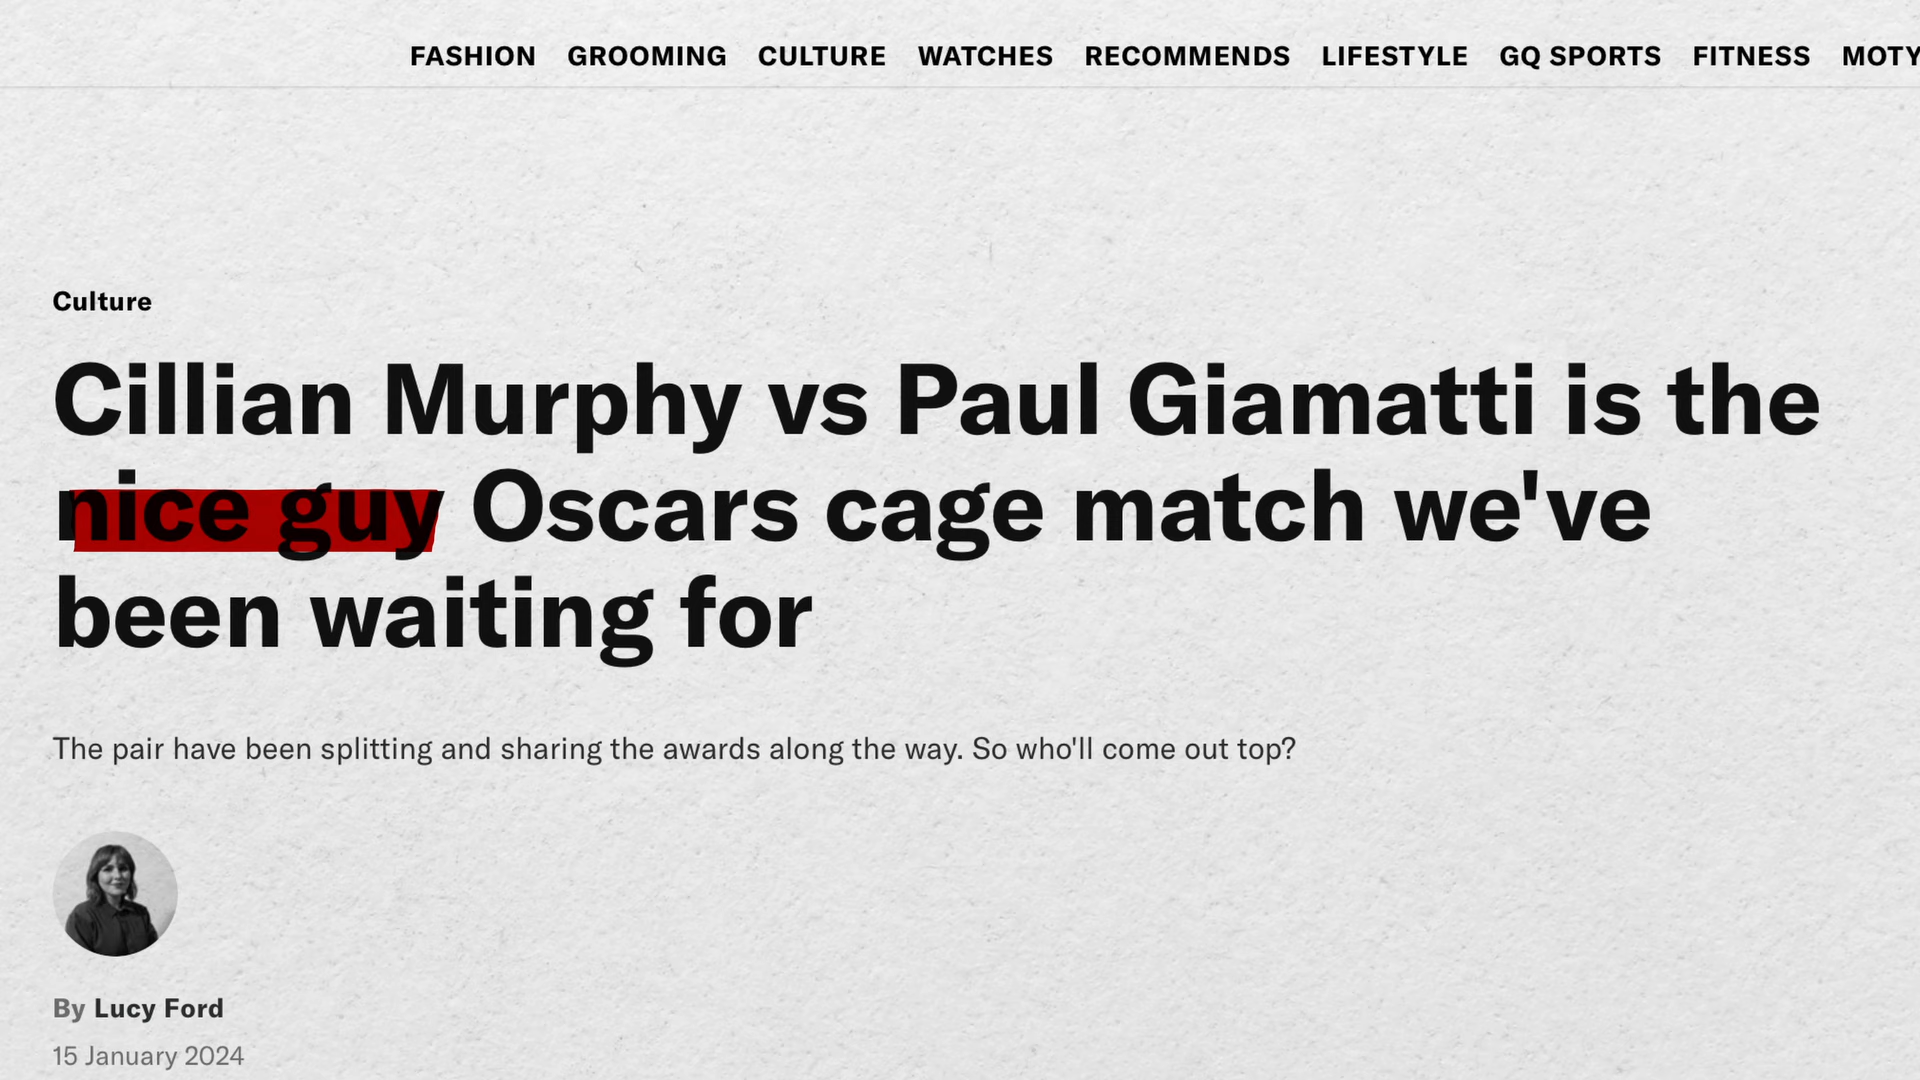 FASHION GROOMING CULTURE WATCHES RECOMMENDS LIFESTYLE GQ SPORTS FITNESS MOTY
Culture
Cillian Murphy vs Paul Giamatti is the
nice guy Oscars cage match we've
been waiting for
The pair have been splitting and sharing the awards along the way. So who'll come out top?
By Lucy Ford
15 January 2024